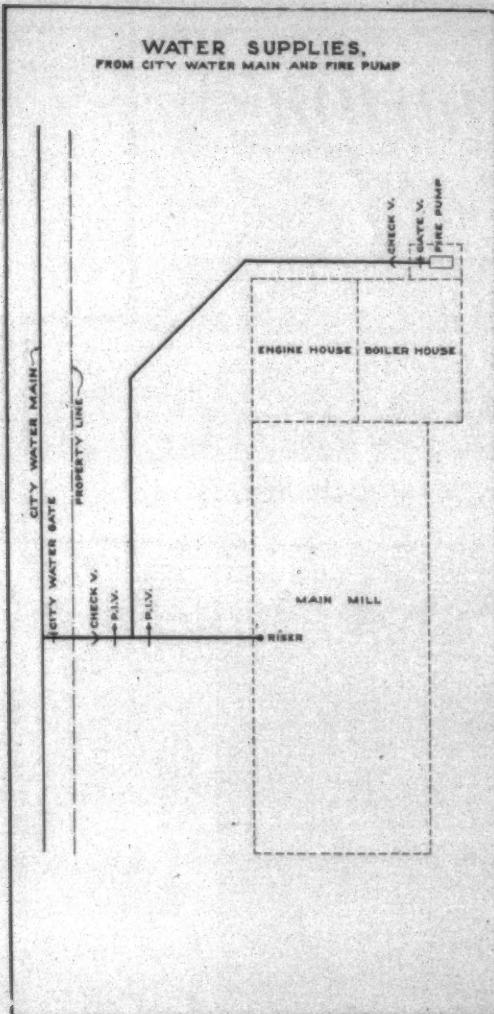 WATER SUPPLIES,
FROM CITY WATER MAIN AND FIRE PUMP
CHECK V.
GATE V.
FIRE PUMP
ENGINE HOUSE
BOILER HOUSE
CITY WATER MAIN
PROPERTY LINE
CITY WATER GATE
CHECK V.
P.I.V.
P.I.V.
MAIN MILL
RISER